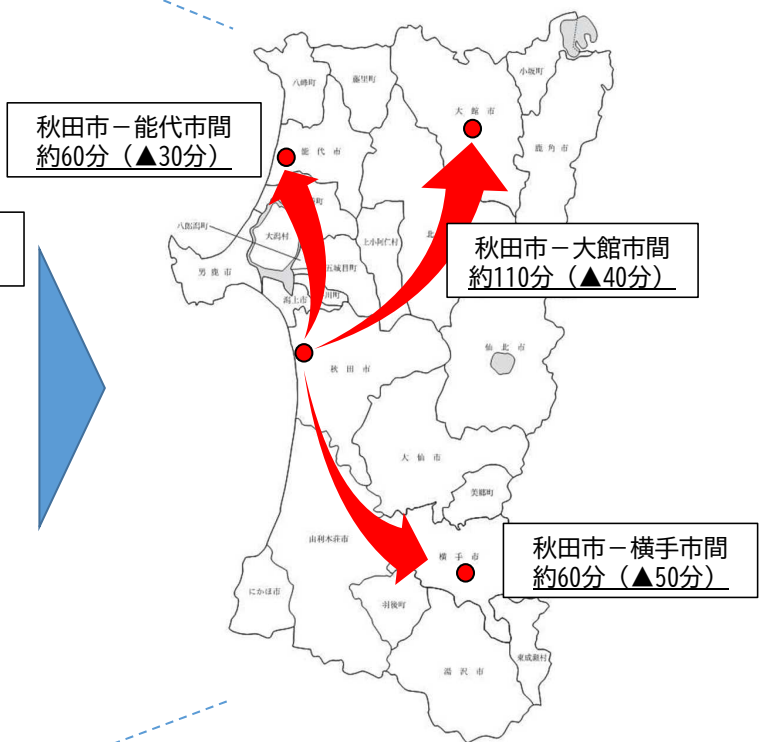 小坂町
八峰町
藤里町
大館市
秋田市－能代市間
約60分（▲30分）
鹿角市
能代市
町
八郎潟町
大潟村
上小阿仁村
北
秋田市－大館市間
約110分（▲40分）
男鹿市
五城目町
潟上市
川町
仙北市
秋田市
大仙市
美郷町
由利本荘市
横手市
秋田市－横手市間
約60分（▲50分）
にかほ市
羽後町
東成瀬村
湯沢市